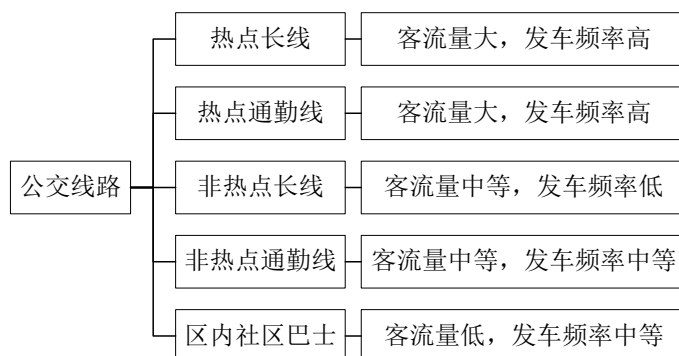 热点长线
客流量大，发车频率高
热点通勤线
客流量大，发车频率高
公交线路
非热点长线
客流量中等，发车频率低
非热点通勤线
客流量中等，发车频率中等
区内社区巴士
客流量低，发车频率中等